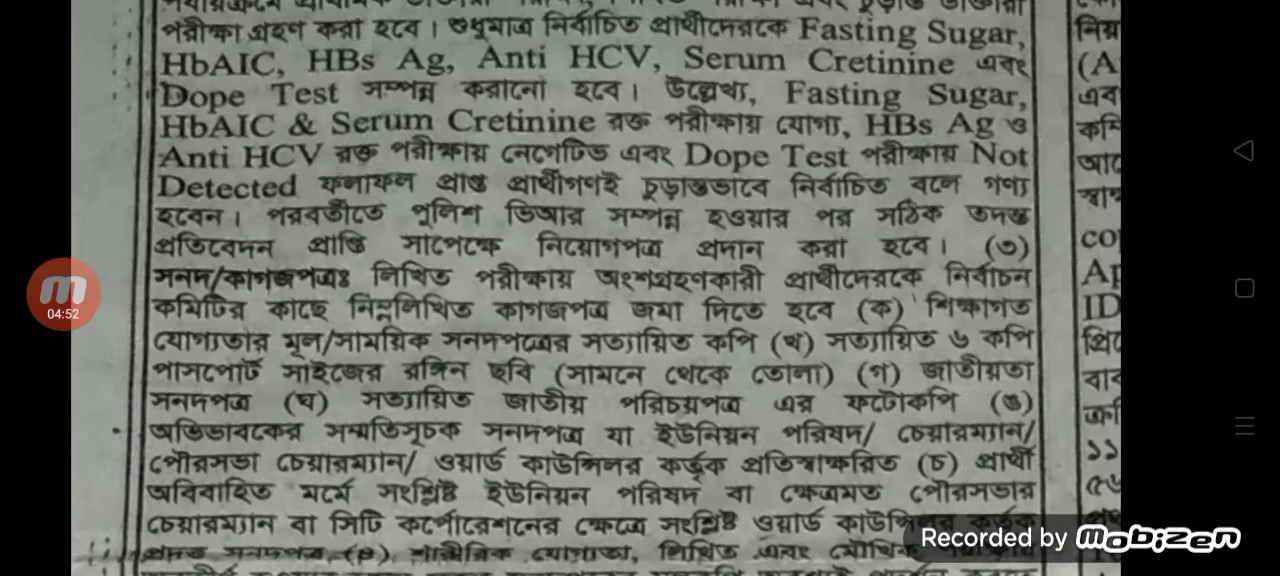 পরীক্ষা গ্রহণ করা হবে। শুধুমাত্র নির্বাচিত প্রার্থীদেরকে Fasting Sugar,
HbAIC, HBs Ag, Anti HCV, Serum Cretinine এবং
Dope Test সম্পন্ন করানো হবে। উল্লেখ্য, Fasting Sugar,
HbAIC & Serum Cretinine রক্ত পরীক্ষায় যোগ্য, HBs Ag ও
Anti HCV রক্ত পরীক্ষায় নেগেটিভ এবং Dope Test পরীক্ষায় Not
Detected ফলাফল প্রাপ্ত প্রার্থীগণই চুড়ান্তভাবে নির্বাচিত বলে গণ্য
হবেন। পরবর্তীতে পুলিশ ভিআর সম্পন্ন হওয়ার পর সঠিক তদন্ত
প্রতিবেদন প্রাপ্তি সাপেক্ষে নিয়োগপত্র প্রদান করা হবে। (৩)
সনদ/কাগজপত্রঃ লিখিত পরীক্ষায় অংশগ্রহণকারী প্রার্থীদেরকে নির্বাচন
কমিটির কাছে নিম্নলিখিত কাগজপত্র জমা দিতে হবে (ক) শিক্ষাগত
যোগ্যতার মূল/সাময়িক সনদপত্রের সত্যায়িত কপি (খ) সত্যায়িত ৬ কপি
পাসপোর্ট সাইজের রঙ্গিন ছবি (সামনে থেকে তোলা) (গ) জাতীয়তা
সনদপত্র (ঘ) সত্যায়িত জাতীয় পরিচয়পত্র এর ফটোকপি (ঙ)
অভিভাবকের সম্মতিসূচক সনদপত্র যা ইউনিয়ন পরিষদ/ চেয়ারম্যান/
পৌরসভা চেয়ারম্যান/ ওয়ার্ড কাউন্সিলর কর্তৃক প্রতিস্বাক্ষরিত (চ) প্রার্থী
অবিবাহিত মর্মে সংশ্লিষ্ট ইউনিয়ন পরিষদ বা ক্ষেত্রমত পৌরসভার
চেয়ারম্যান বা সিটি কর্পোরেশনের ক্ষেত্রে সংশ্লিষ্ট ওয়ার্ড
সনদপত্র (ছ) শারীরিক যোগ্যতা, লিখিত এবং মৌখিক
(A
এবং
co
Ap
ID
১১
04:52
Recorded by mobizen